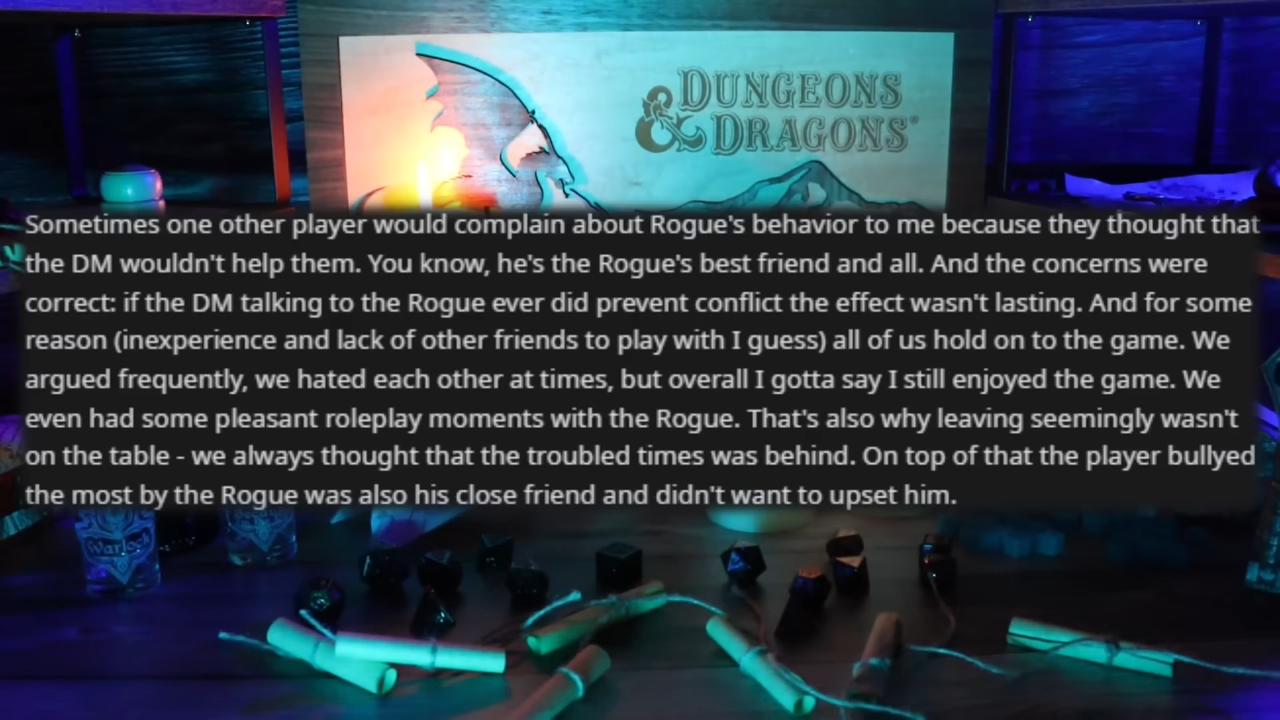 DUNGEONS
& DRAGONS®
Sometimes one other player would complain about Rogue's behavior to me because they thought that
the DM wouldn't help them. You know, he's the Rogue's best friend and all. And the concerns were
correct: if the DM talking to the Rogue ever did prevent conflict the effect wasn't lasting. And for some
reason (inexperience and lack of other friends to play with I guess) all of us hold on to the game. We
argued frequently, we hated each other at times, but overall I gotta say I still enjoyed the game. We
even had some pleasant roleplay moments with the Rogue. That's also why leaving seemingly wasn't
on the table - we always thought that the troubled times was behind. On top of that the player bullyed
the most by the Rogue was also his close friend and didn't want to upset him.
Warlock